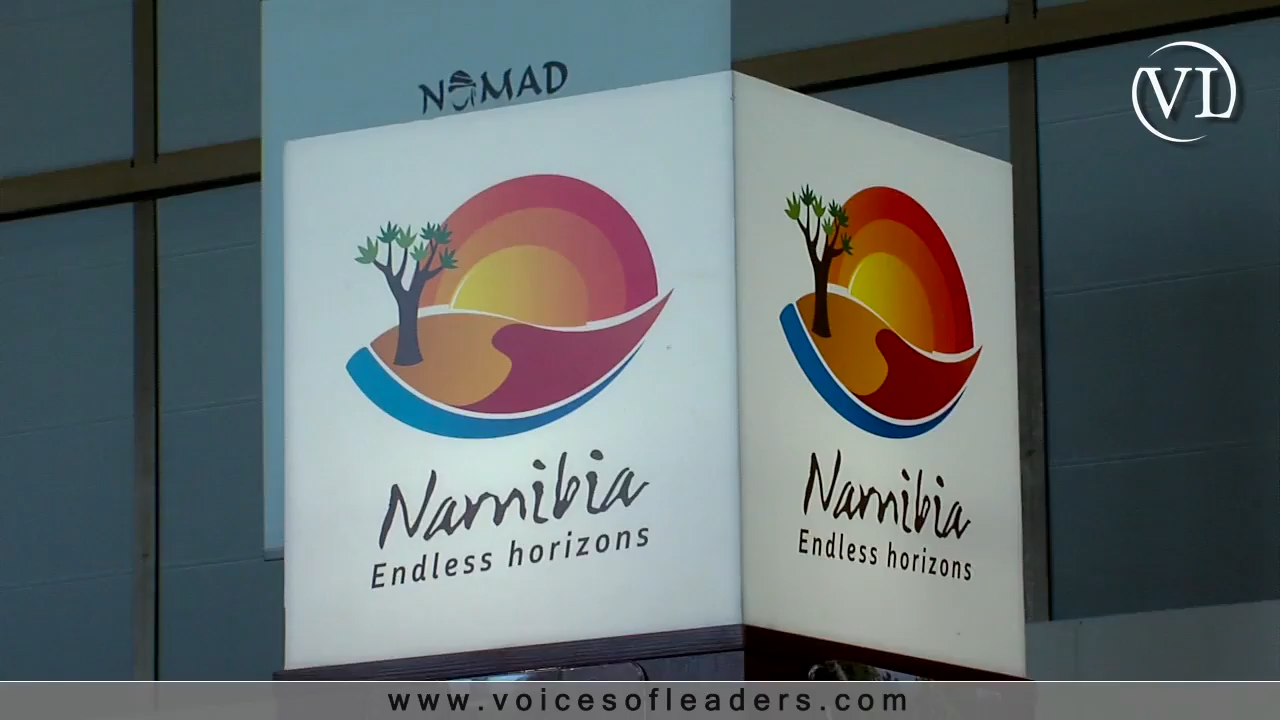 NOMAD
VL
Namibia
Endless horizons
Namibia
Endless horizons
www.voicesofleaders.com